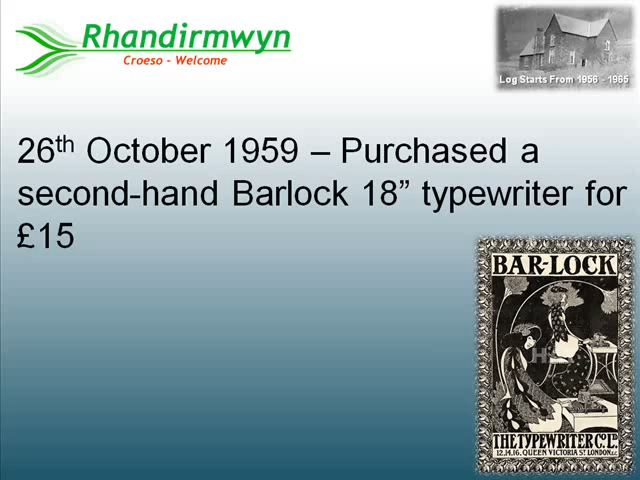 Rhandirmwyn
Croeso - Welcome
Log Starts From 1956 - 1965
26th October 1959 – Purchased a
second-hand Barlock 18” typewriter for
£15
BAR-LOCK
THE TYPEWRITER Co. LD.
12.14.16. QUEEN VICTORIA ST. LONDON. E.C.